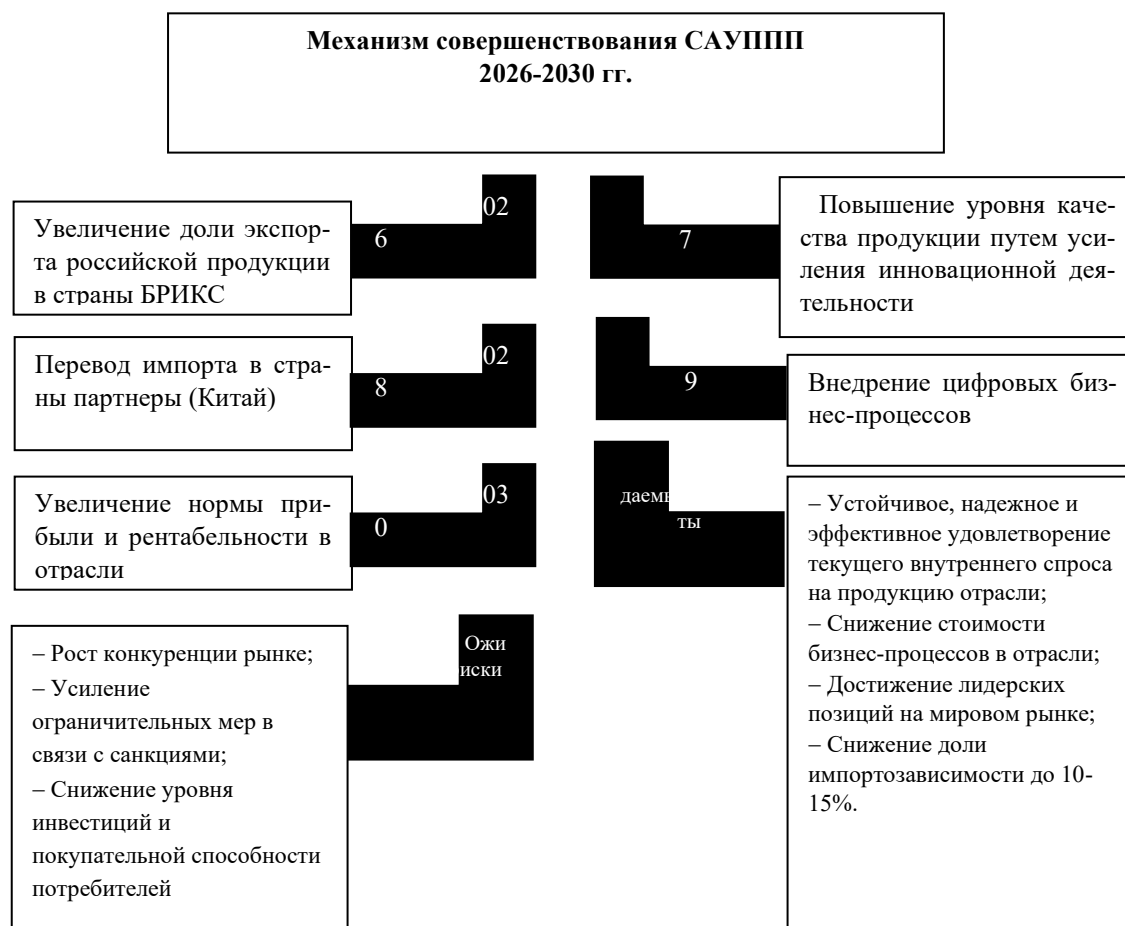 Механизм совершенствования САУППП
2026-2030 гг.
Увеличение доли экспор-
та российской продукции
в страны БРИКС
02
6
7
Повышение уровня каче-
ства продукции путем уси-
ления инновационной дея-
тельности
Перевод импорта в стра-
ны партнеры (Китай)
02
8
9
Внедрение цифровых биз-
нес-процессов
Увеличение нормы при-
были и рентабельности в
отрасли
03
0
ты
– Устойчивое, надежное и
эффективное удовлетворение
текущего внутреннего спроса
на продукцию отрасли;
– Снижение стоимости
бизнес-процессов в отрасли;
– Достижение лидерских
позиций на мировом рынке;
– Снижение доли
импортозависимости до 10-
15%.
– Рост конкуренции рынке;
– Усиление
ограничительных мер в
связи с санкциями;
– Снижение уровня
инвестиций и
покупательной способности
потребителей
Ожи
иски